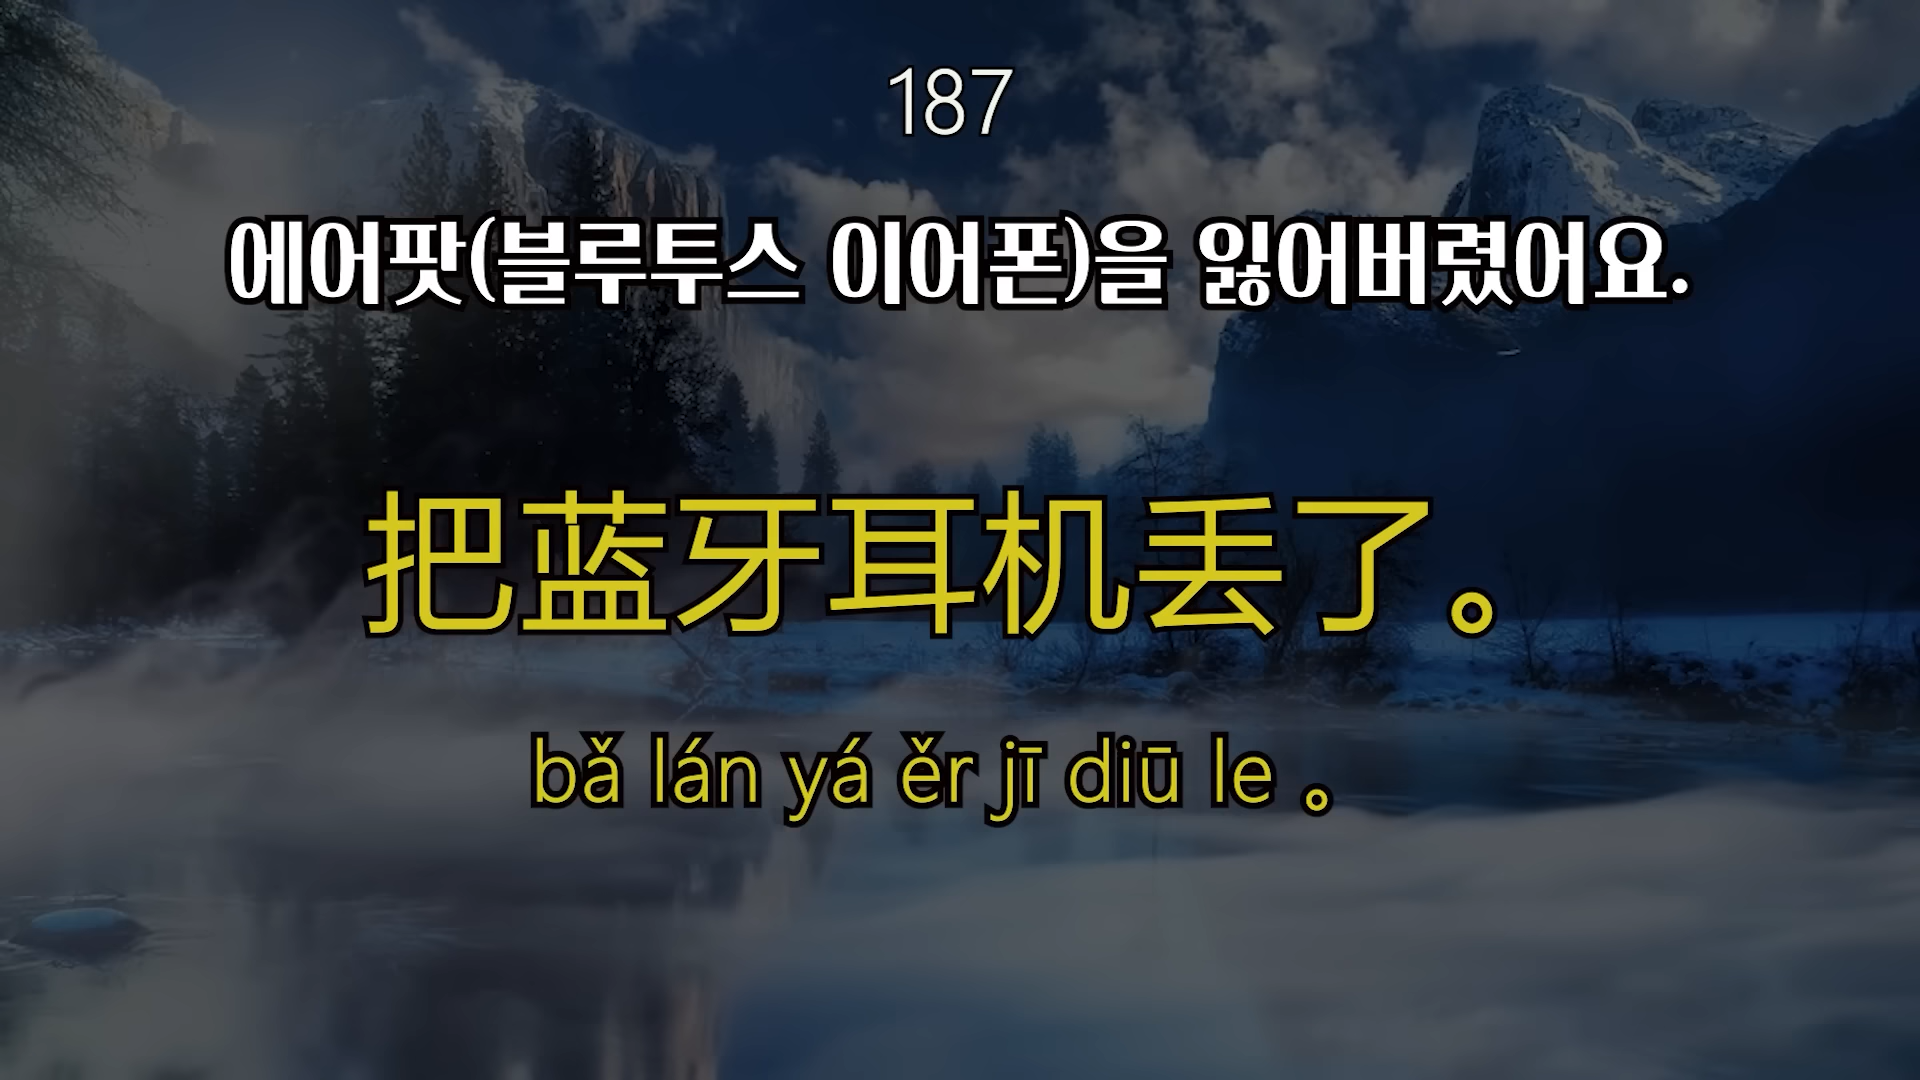 187
에어팟(블루투스 이어폰)을 잃어버렸어요.
把蓝牙耳机丢了。
bǎ lán yá ěr jī diū le 。